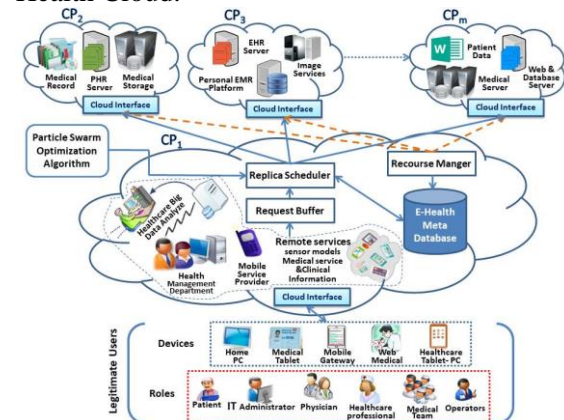 Health Cloud.
CP2
CP3
CPm
Medical
Record
PHR
Server
Medical
Storage
EHR
Server
Image
Services
Personal EMR
Platform
Patient
Data
Web &
Database
Server
Medical
Server
Cloud Interface
Cloud Interface
Cloud Interface
Particle Swarm
Optimization
Algorithm
CP1
Replica Scheduler
Recourse Manger
Healthcare Big
Data Analyze
Request Buffer
E-Health
Meta
Database
Remote services
sensor models
Medical service
&Clinical
Information
Health
Management
Department
Mobile
Service
Provider
Cloud Interface
Legitimate Users
Devices
Home
PC
Medical
Tablet
Mobile
Gateway
Web
Medical
Healthcare
Tablet- PC
Roles
Patient
IT Administrator
Physician
Healthcare
professional
Medical
Team
Operators